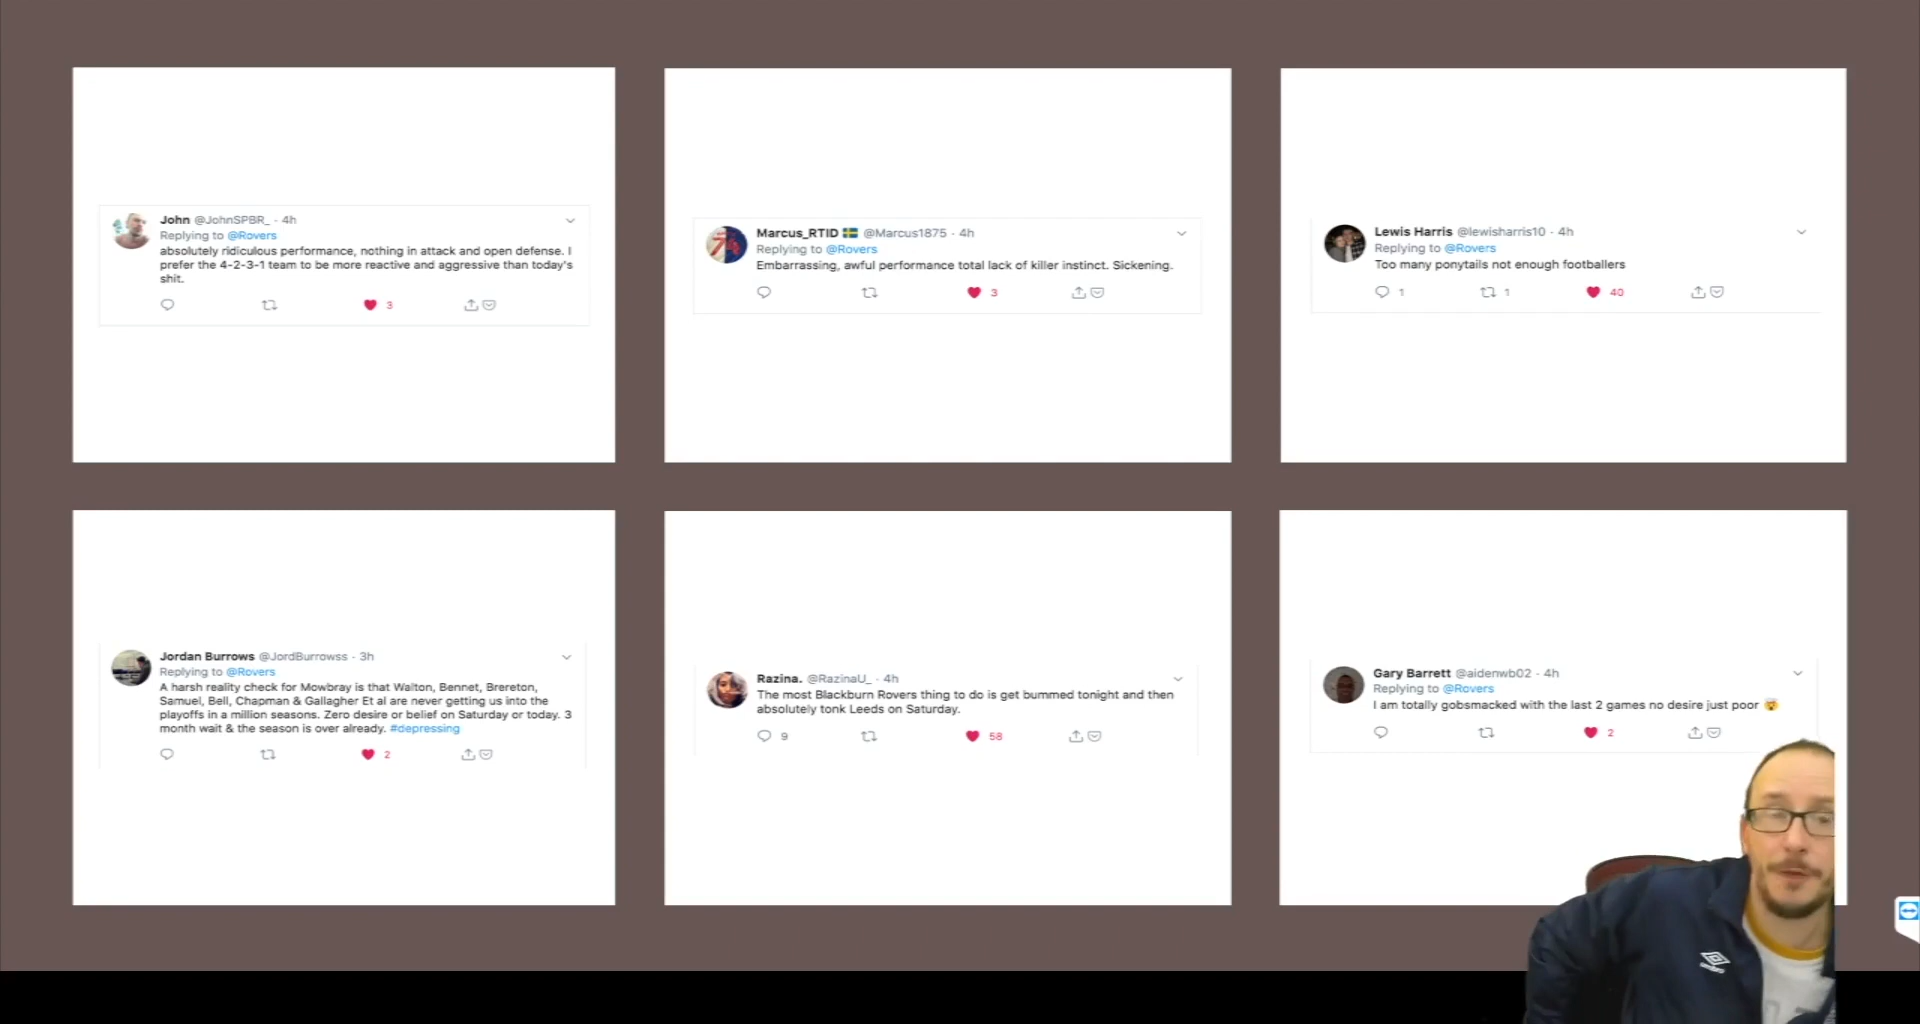 John @JohnSPBR_ · 4h
Replying to @Rovers
absolutely ridiculous performance, nothing in attack and open defense. I
prefer the 4-2-3-1 team to be more reactive and aggressive than today's
shit.
3
Marcus_RTID 🇸🇪 @Marcus1875 · 4h
Replying to @Rovers
Embarrassing, awful performance total lack of killer instinct. Sickening.
3
Lewis Harris @lewisharris10 · 4h
Replying to @Rovers
Too many ponytails not enough footballers
1 1 40
Jordan Burrows @JordBurrowss · 3h
Replying to @Rovers
A harsh reality check for Mowbray is that Walton, Bennet, Brereton,
Samuel, Bell, Chapman & Gallagher Et al are never getting us into the
playoffs in a million seasons. Zero desire or belief on Saturday or today. 3
month wait & the season is over already. #depressing
2
Razina. @RazinaU_ · 4h
The most Blackburn Rovers thing to do is get bummed tonight and then
absolutely tonk Leeds on Saturday.
9 58
Gary Barrett @aidenwb02 · 4h
Replying to @Rovers
I am totally gobsmacked with the last 2 games no desire just poor 🤯
2
umbro